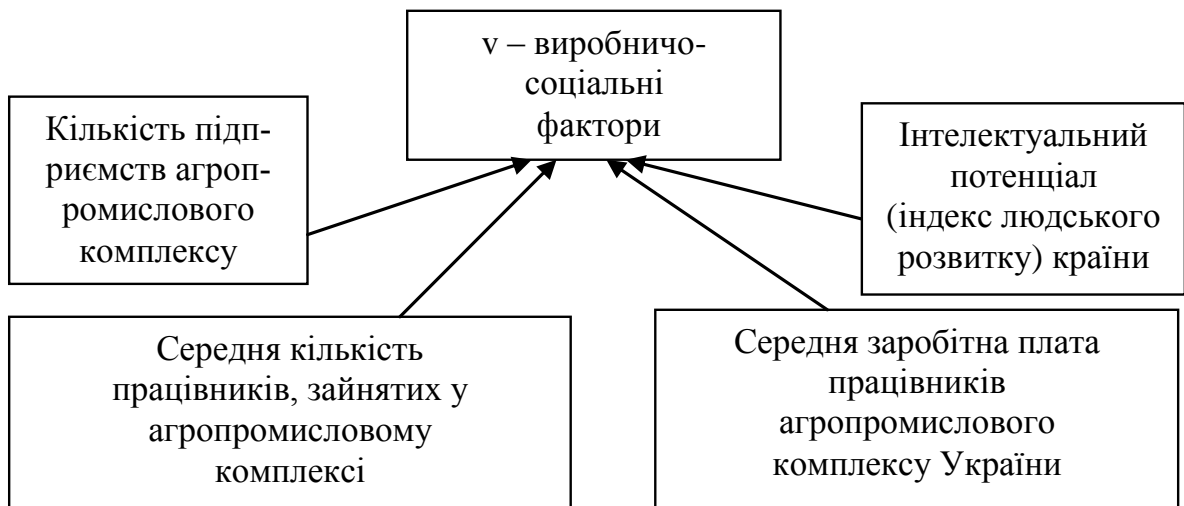 v – виробничо-
соціальні
фактори
Кількість підп-
риємств агроп-
ромислового
комплексу
Інтелектуальний
потенціал
(індекс людського
розвитку) країни
Середня кількість
працівників, зайнятих у
агропромисловому
комплексі
Середня заробітна плата
працівників
агропромислового
комплексу України